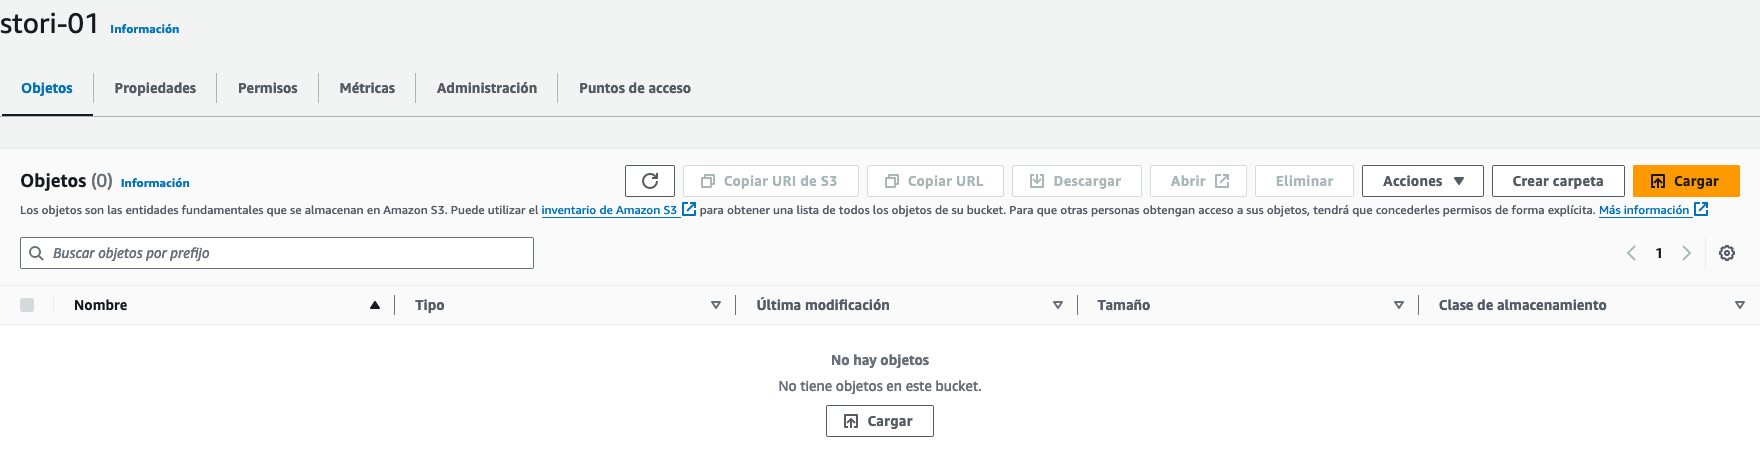 stori-01 Información
Objetos Propiedades Permisos Métricas Administración Puntos de acceso
Objetos (0) Información Copiar URI de S3 Copiar URL Descargar Abrir Eliminar Acciones Crear carpeta Cargar
Los objetos son las entidades fundamentales que se almacenan en Amazon S3. Puede utilizar el inventario de Amazon S3 para obtener una lista de todos los objetos de su bucket. Para que otras personas obtengan acceso a sus objetos, tendrá que concederles permisos de forma explícita. Más información
Buscar objetos por prefijo 1
Nombre Tipo Última modificación Tamaño Clase de almacenamiento
No hay objetos
No tiene objetos en este bucket.
Cargar